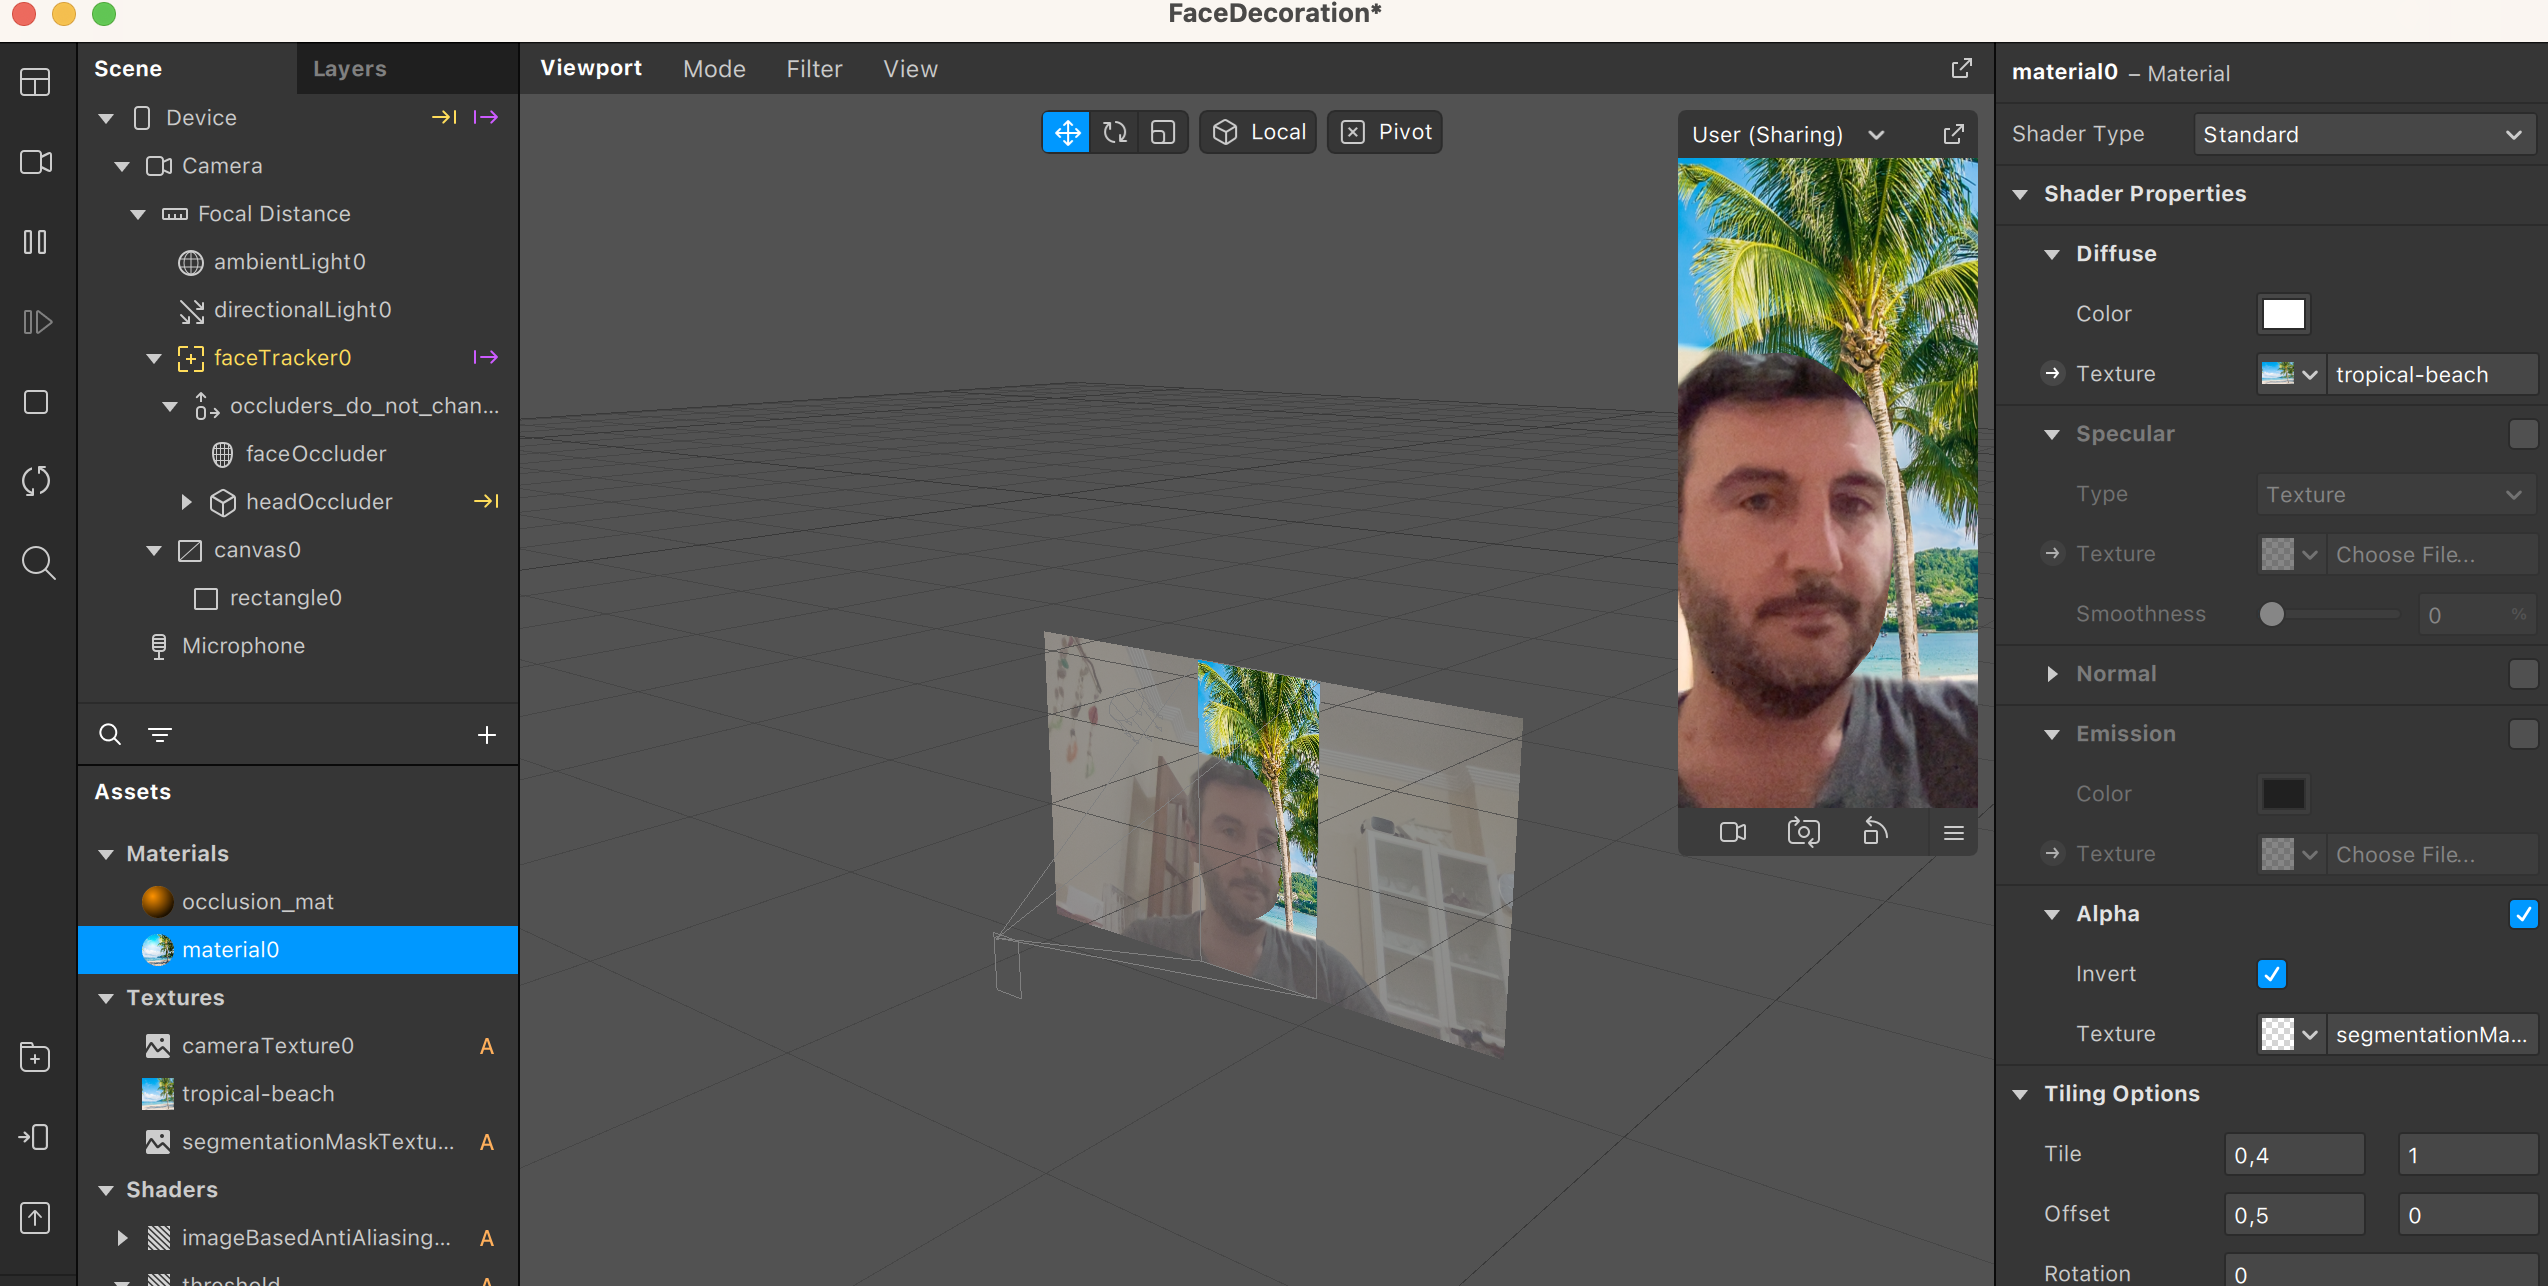 FaceDecoration*
Scene
Layers
Device
Camera
Focal Distance
ambientLight0
directionalLight0
faceTracker0
occluders_do_not_chan...
faceOccluder
headOccluder
canvas0
rectangle0
Microphone
Assets
Materials
occlusion_mat
material0
Textures
cameraTexture0 A
tropical-beach
segmentationMaskTextu... A
Shaders
imageBasedAntiAliasing... A
threshold A
Viewport Mode Filter View
Local
Pivot
User (Sharing)
material0 – Material
Shader Type Standard
Shader Properties
Diffuse
Color
Texture tropical-beach
Specular
Type Texture
Texture Choose File...
Smoothness 0 %
Normal
Emission
Color
Texture Choose File...
Alpha
Invert
Texture segmentationMa...
Tiling Options
Tile 0,4 1
Offset 0,5 0
Rotation 0